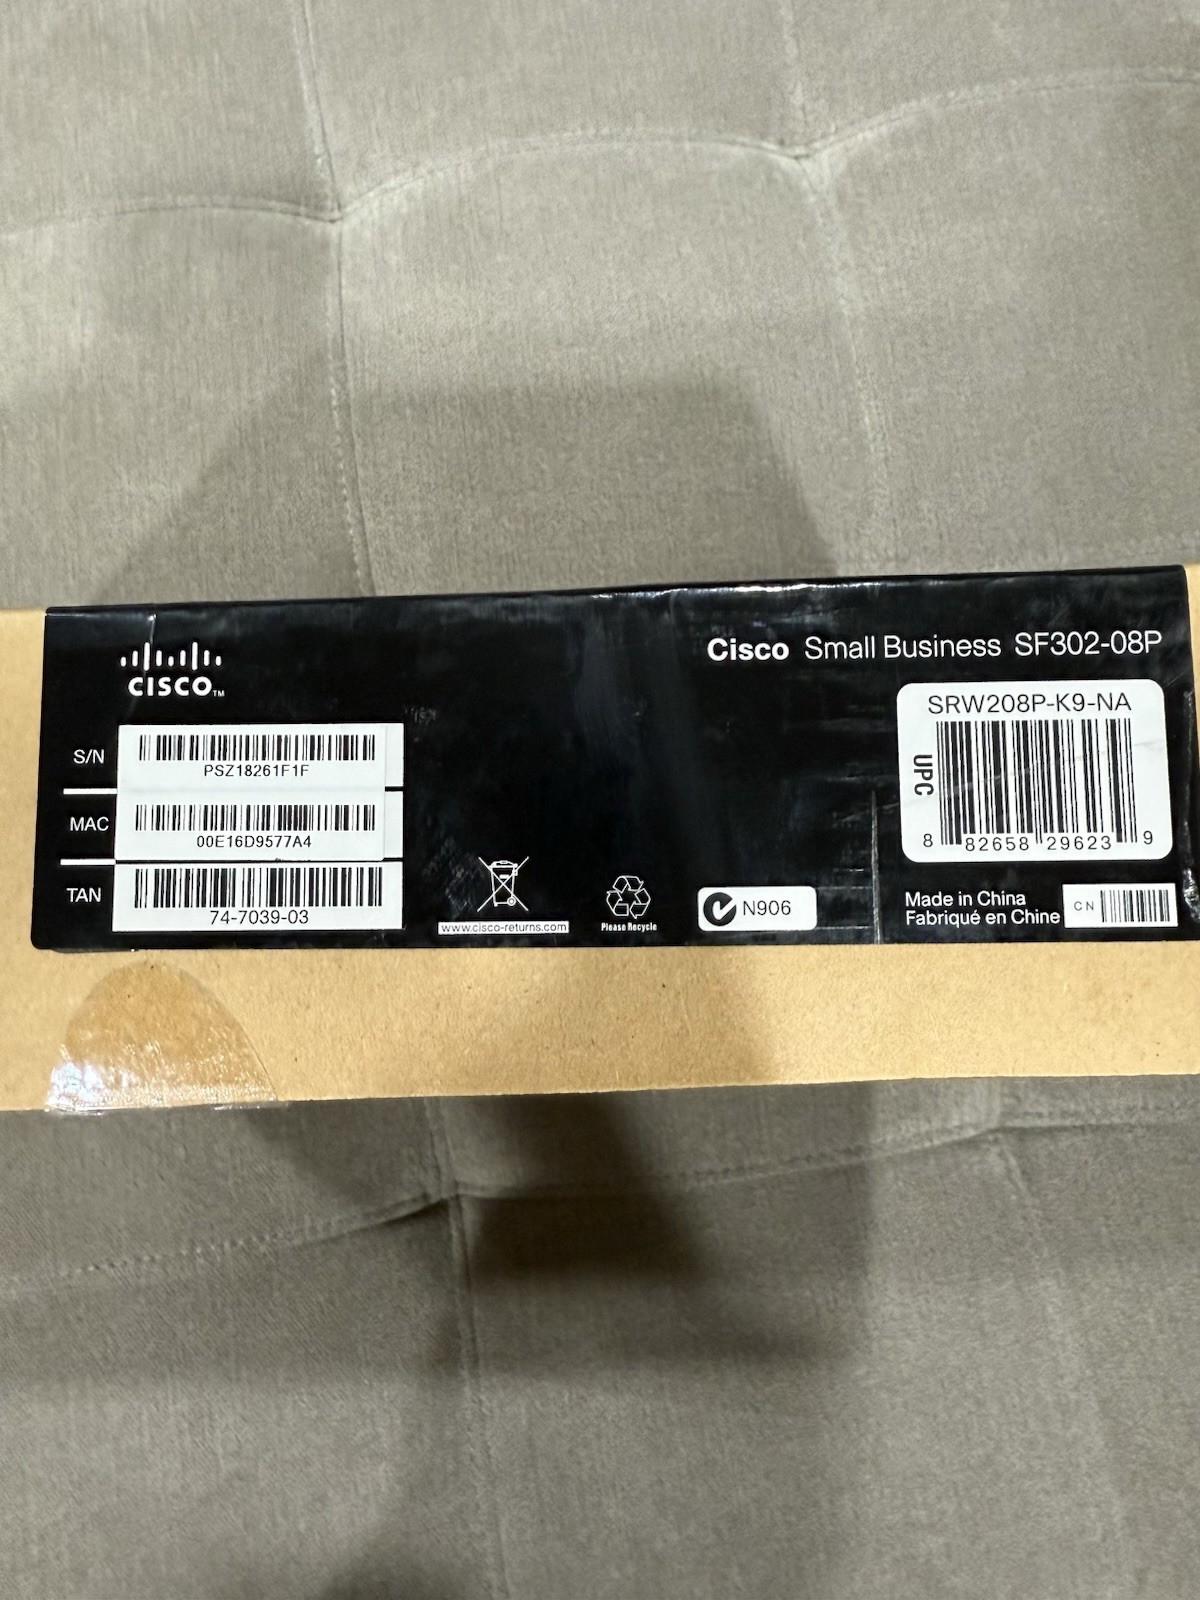 CISCO™
Cisco Small Business SF302-08P
S/N
PSZ18261F1F
MAC
00E16D9577A4
TAN
74-7039-03
www.cisco-returns.com
Please Recycle
N906
SRW208P-K9-NA
UPC
8 82658 29623 9
Made in China
Fabriqué en Chine
CN